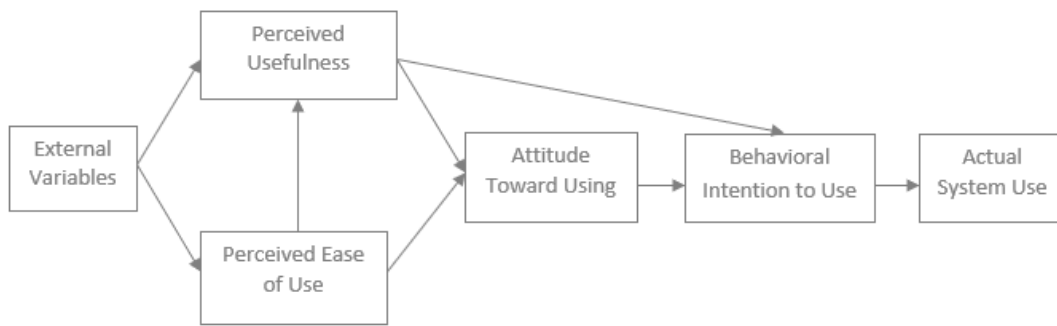 Perceived
Usefulness
External
Variables
Perceived Ease
of Use
Attitude
Toward Using
Behavioral
Intention to Use
Actual
System Use